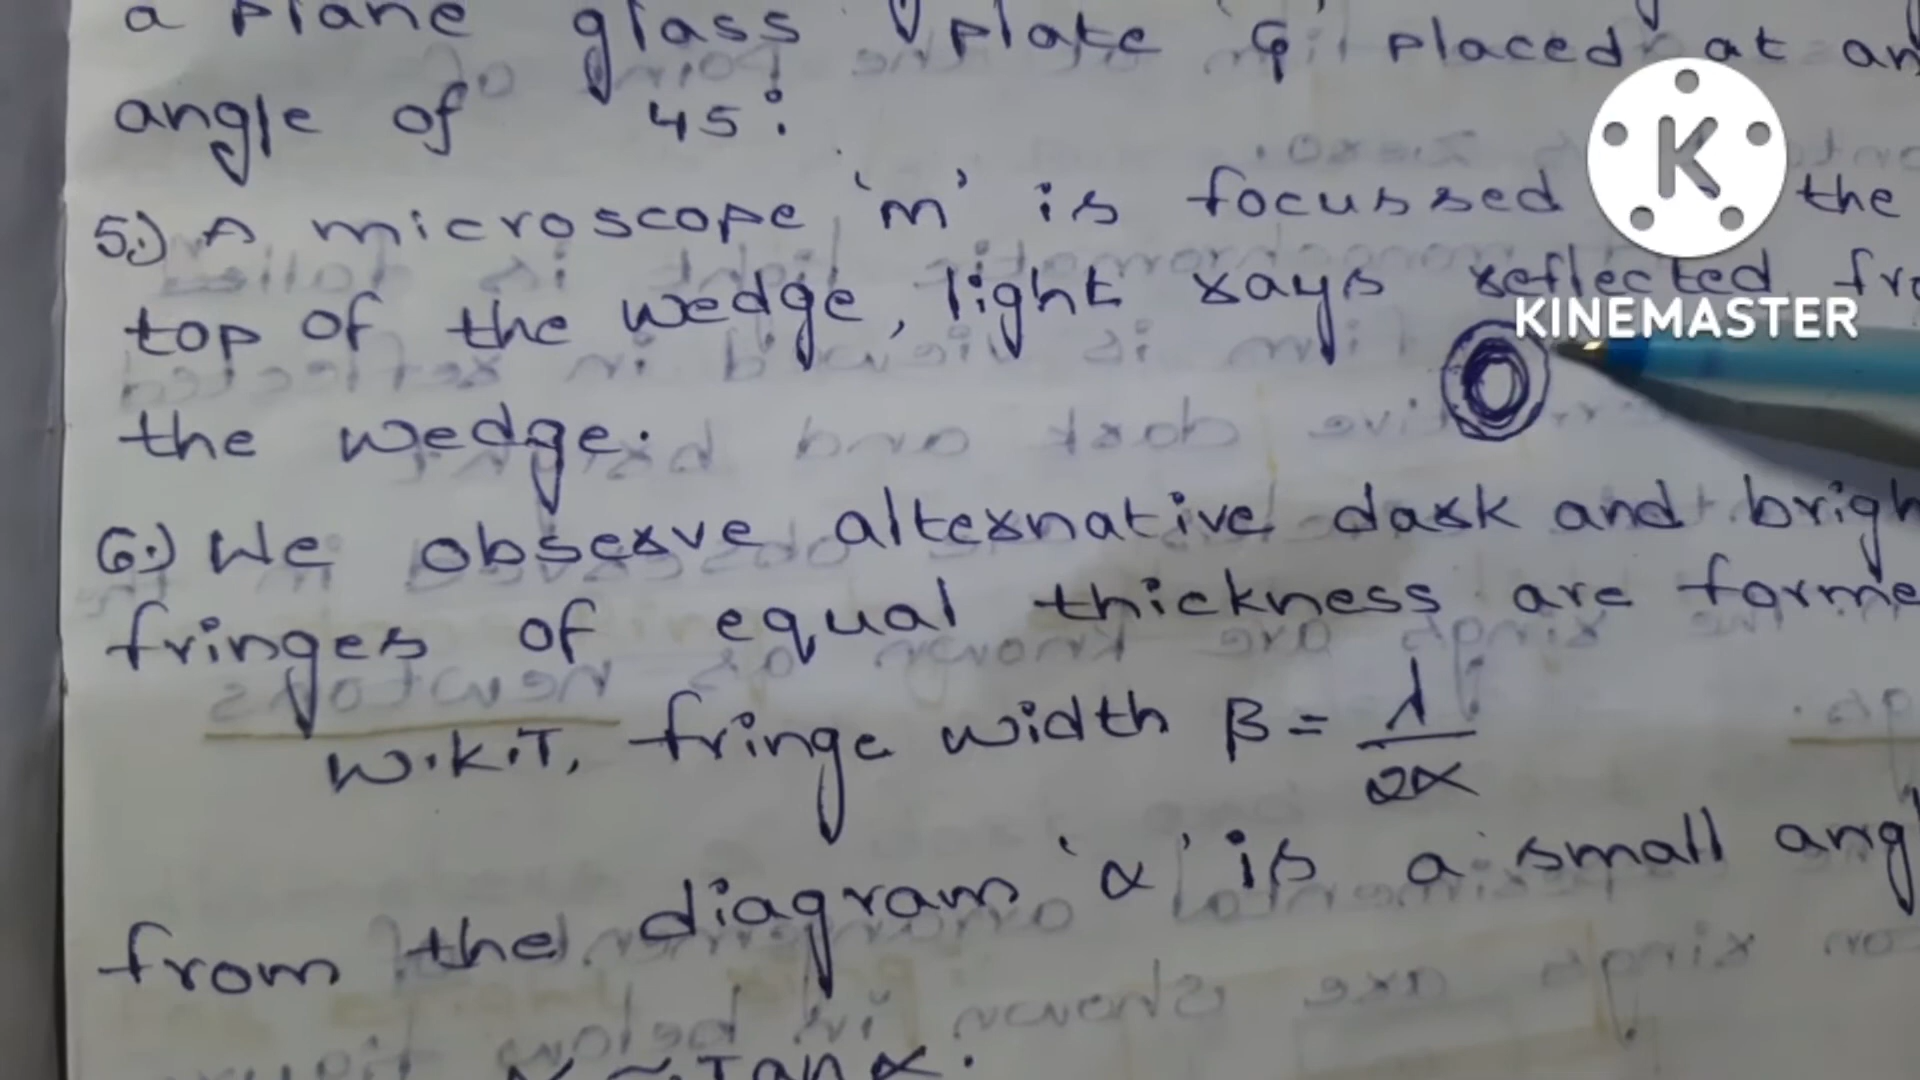 a plane glass plate 'G' placed at an
angle of 45°.
5.) A microscope 'm' is focussed the
top of the wedge, light rays reflected fro
the wedge.
6.) We observe alternative dark and brigh
fringes of equal thickness are forme
W.K.T, fringe width β = λ/2α
from the diagram 'α' is a small ang
α ≈ Tanα.
K
KINEMASTER